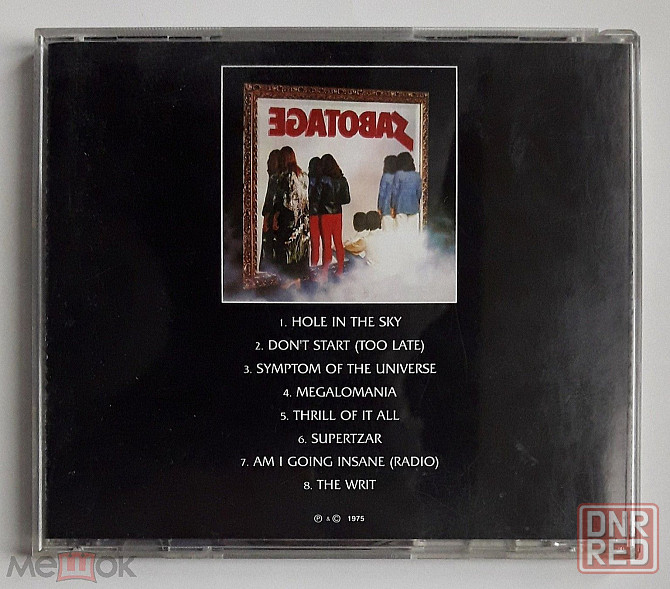 SABOTAGE
1. HOLE IN THE SKY
2. DON'T START (TOO LATE)
3. SYMPTOM OF THE UNIVERSE
4. MEGALOMANIA
5. THRILL OF IT ALL
6. SUPERTZAR
7. AM I GOING INSANE (RADIO)
8. THE WRIT
℗ & © 1975
DNR
RED
МеШок